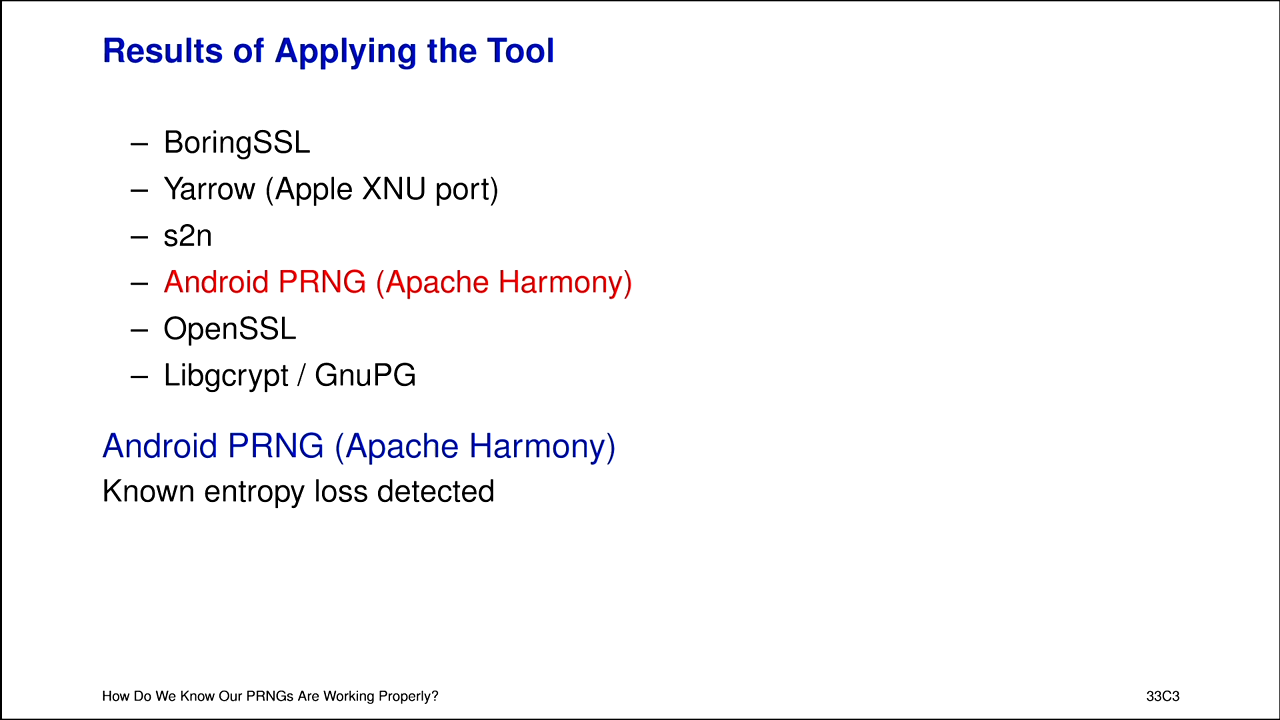 Results of Applying the Tool
– BoringSSL
– Yarrow (Apple XNU port)
– s2n
– Android PRNG (Apache Harmony)
– OpenSSL
– Libgcrypt / GnuPG
Android PRNG (Apache Harmony)
Known entropy loss detected
How Do We Know Our PRNGs Are Working Properly?
33C3